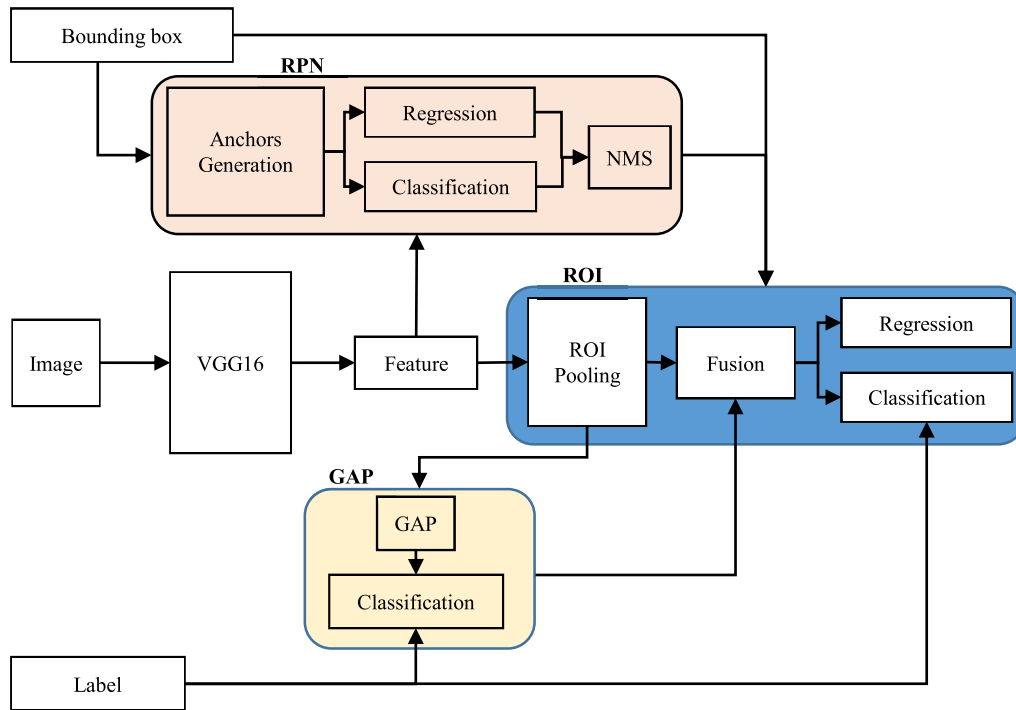 Bounding box
RPN
Anchors
Generation
Regression
Classification
NMS
Image
VGG16
Feature
ROI
ROI
Pooling
Fusion
Regression
Classification
GAP
GAP
Classification
Label